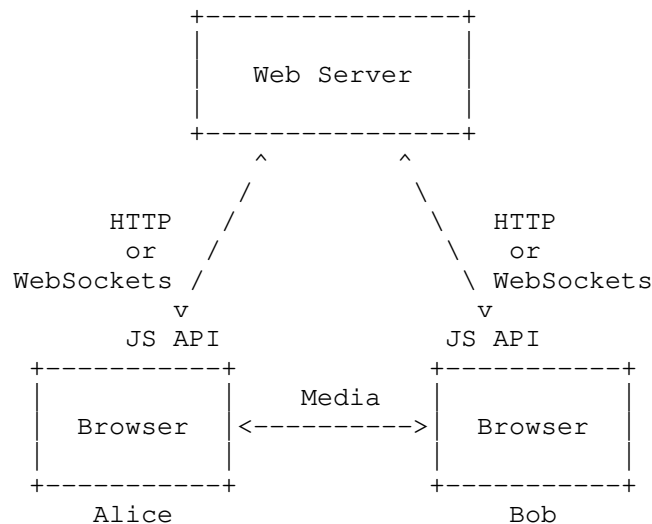 Web Server
HTTP HTTP
or or
WebSockets WebSockets
JS API JS API
Media
Browser Browser
Alice Bob